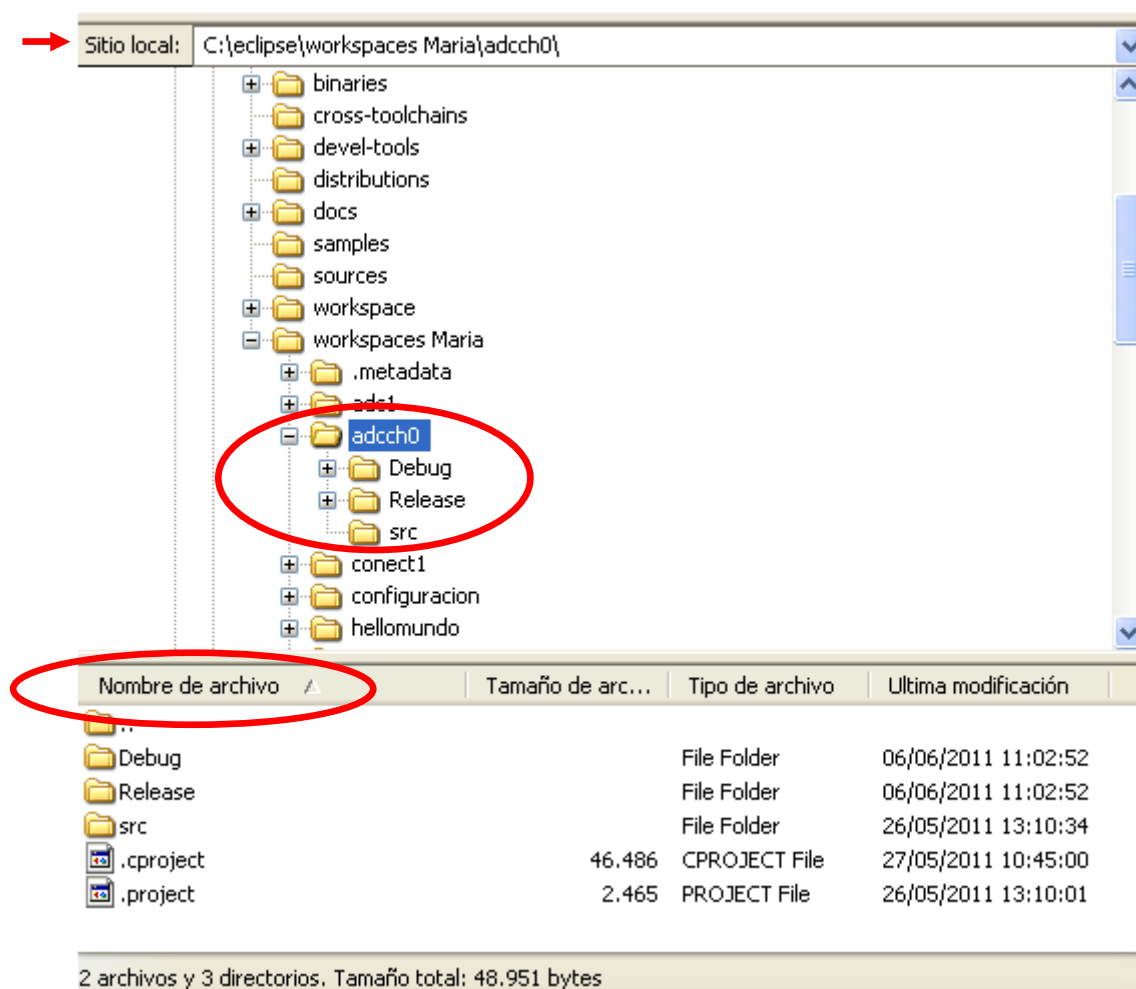 Sitio local: C:\eclipse\workspaces Maria\adcch0\
binaries
cross-toolchains
devel-tools
distributions
docs
samples
sources
workspace
workspaces Maria
.metadata
adc1
adcch0
Debug
Release
src
conect1
configuracion
hellomundo
Nombre de archivo Tamaño de arc... Tipo de archivo Ultima modificación
..
Debug File Folder 06/06/2011 11:02:52
Release File Folder 06/06/2011 11:02:52
src File Folder 26/05/2011 13:10:34
.cproject 46.486 CPROJECT File 27/05/2011 10:45:00
.project 2.465 PROJECT File 26/05/2011 13:10:01
2 archivos y 3 directorios. Tamaño total: 48.951 bytes